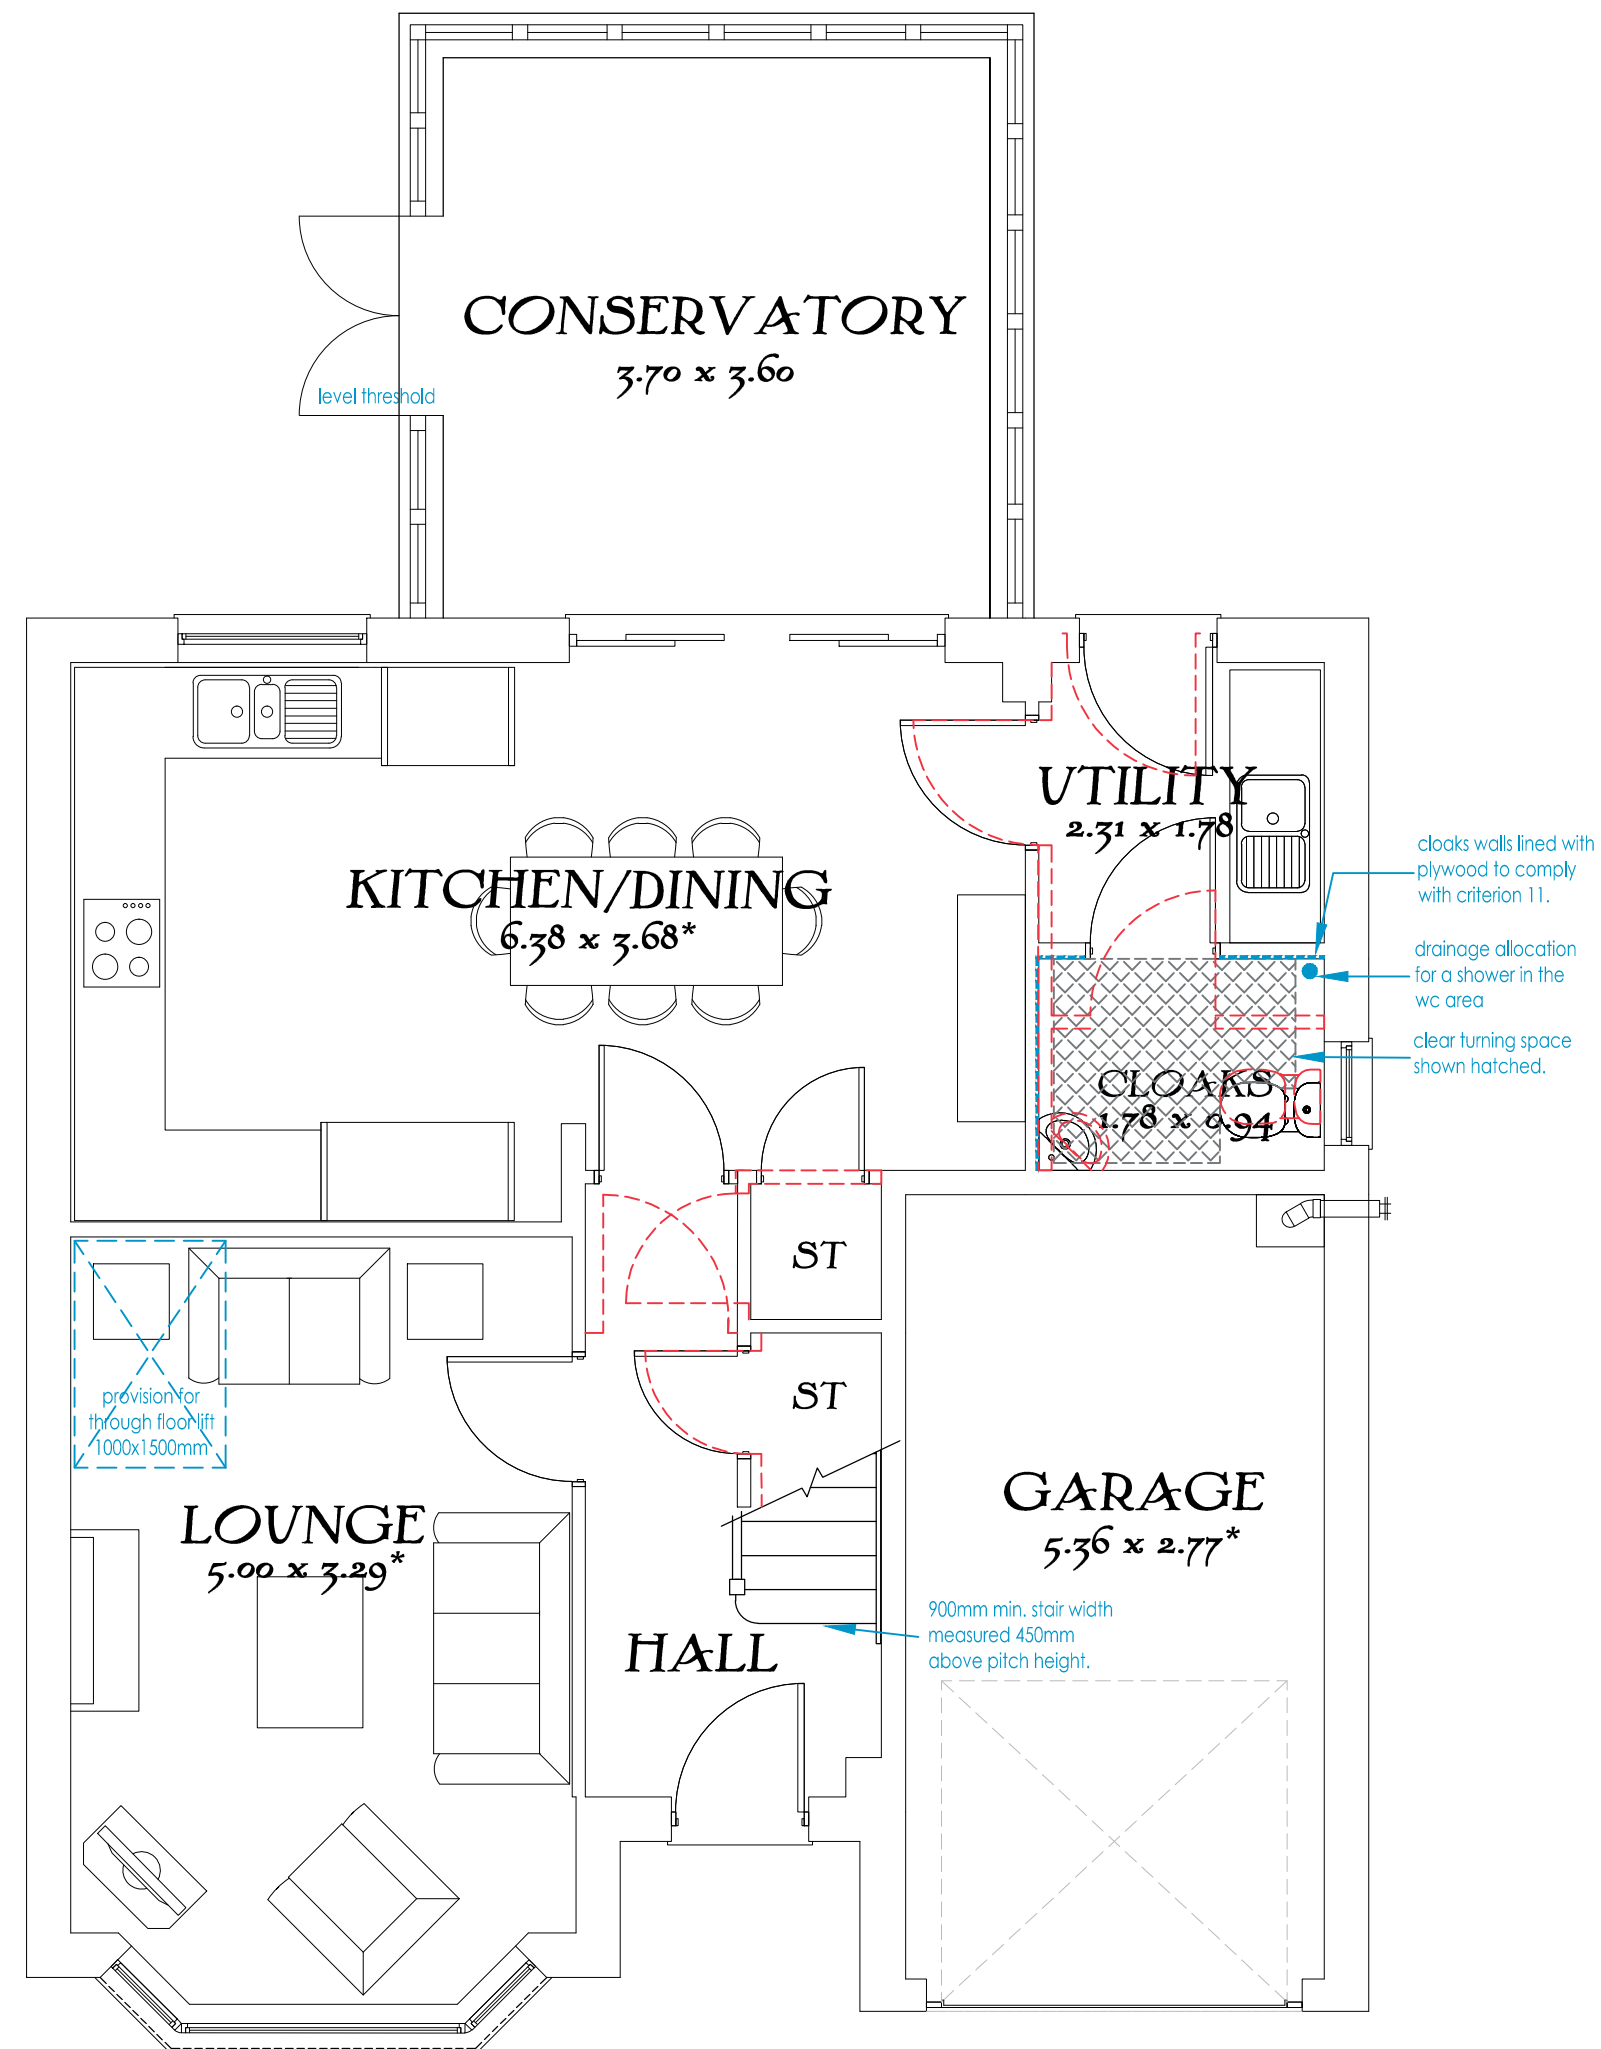 CONSERVATORY
3.70 x 3.60
level threshold
UTILITY
2.31 x 1.78
cloaks walls lined with
plywood to comply
with criterion 11.
KITCHEN/DINING
6.38 x 3.68*
drainage allocation
for a shower in the
wc area
clear turning space
shown hatched.
CLOAKS
1.78 x 0.94
ST
ST
provision for
through floor lift
1000x1500mm
LOUNGE
5.00 x 3.29*
GARAGE
5.36 x 2.77*
900mm min. stair width
measured 450mm
above pitch height.
HALL